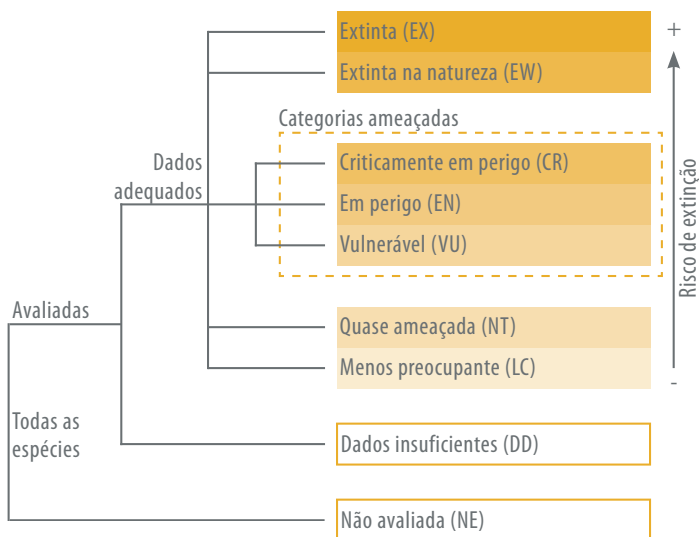 Extinta (EX)
+
Extinta na natureza (EW)
Categorias ameaçadas
Dados
adequados
Criticamente em perigo (CR)
Em perigo (EN)
Vulnerável (VU)
Risco de extinção
Avaliadas
Quase ameaçada (NT)
Menos preocupante (LC)
-
Todas as
espécies
Dados insuficientes (DD)
Não avaliada (NE)